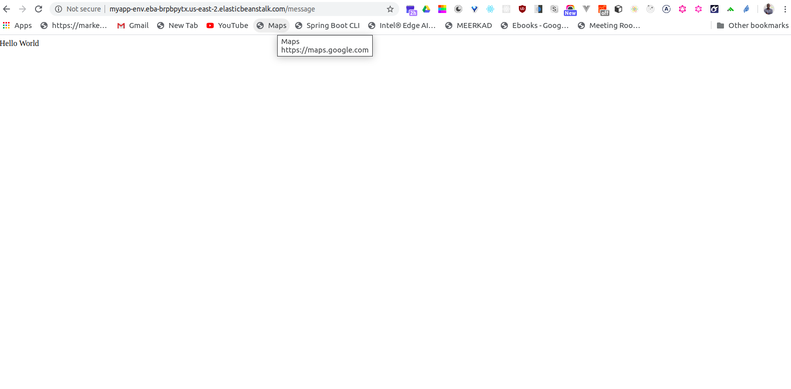 Not secure myapp-env.eba-brpbpytx.us-east-2.elasticbeanstalk.com/message
Apps https://marke... Gmail New Tab YouTube Maps Spring Boot CLI Intel® Edge AI... MEERKAD Ebooks - Goog... Meeting Roo... Other bookmarks
Maps
https://maps.google.com
Hello World